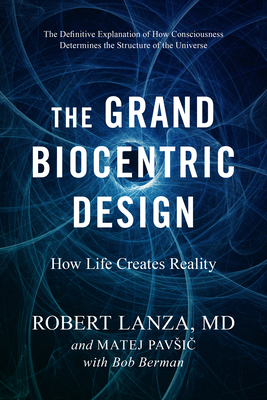 The Definitive Explanation of How Consciousness
Determines the Structure of the Universe
THE GRAND
BIOCENTRIC
DESIGN
How Life Creates Reality
ROBERT LANZA, MD
and MATEJ PAVŠIČ
with Bob Berman